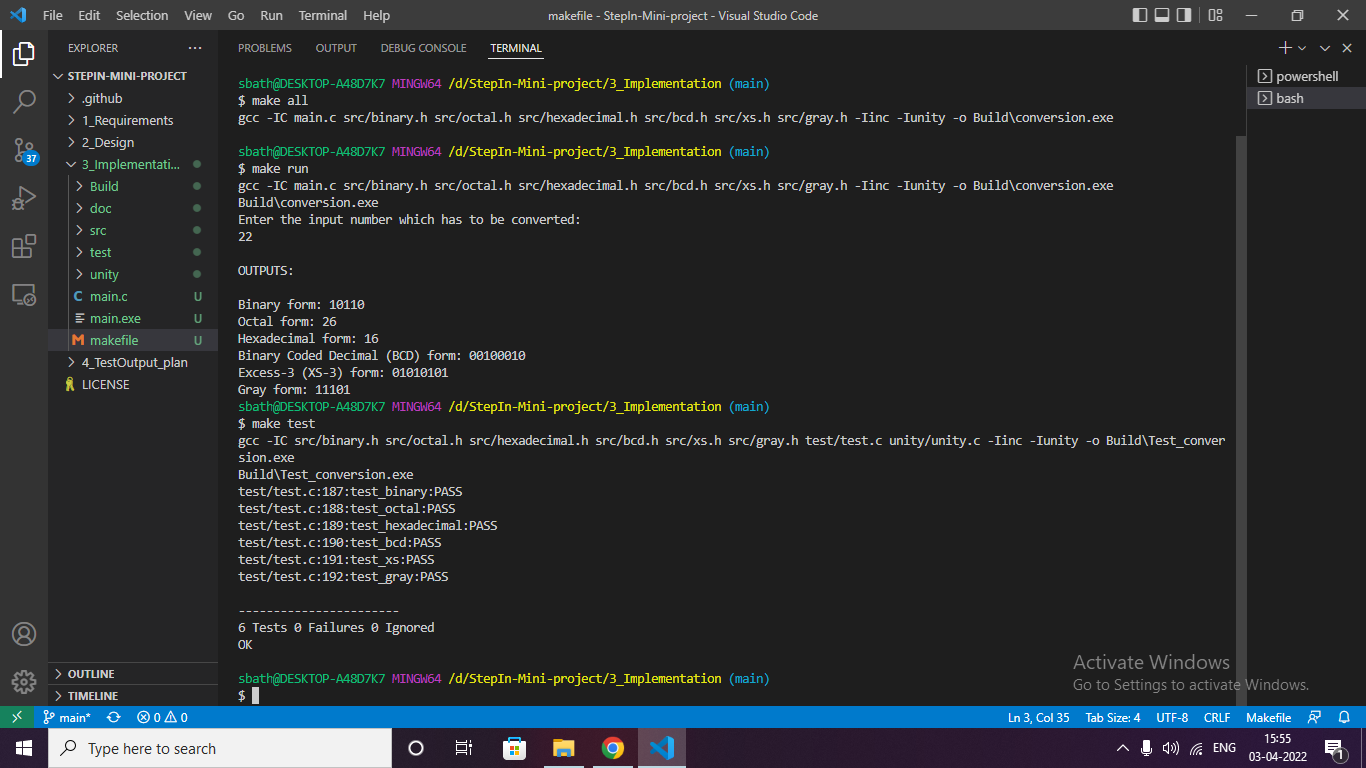 File Edit Selection View Go Run Terminal Help makefile - StepIn-Mini-project - Visual Studio Code
EXPLORER
STEPIN-MINI-PROJECT
.github
1_Requirements
2_Design
3_Implementati...
Build
doc
src
test
unity
main.c U
main.exe U
makefile U
4_TestOutput_plan
LICENSE
OUTLINE
TIMELINE
37
PROBLEMS OUTPUT DEBUG CONSOLE TERMINAL
powershell
bash
sbath@DESKTOP-A48D7K7 MINGW64 /d/StepIn-Mini-project/3_Implementation (main)
$ make all
gcc -IC main.c src/binary.h src/octal.h src/hexadecimal.h src/bcd.h src/xs.h src/gray.h -Iinc -Iunity -o Build\conversion.exe
sbath@DESKTOP-A48D7K7 MINGW64 /d/StepIn-Mini-project/3_Implementation (main)
$ make run
gcc -IC main.c src/binary.h src/octal.h src/hexadecimal.h src/bcd.h src/xs.h src/gray.h -Iinc -Iunity -o Build\conversion.exe
Build\conversion.exe
Enter the input number which has to be converted:
22
OUTPUTS:
Binary form: 10110
Octal form: 26
Hexadecimal form: 16
Binary Coded Decimal (BCD) form: 00100010
Excess-3 (XS-3) form: 01010101
Gray form: 11101
sbath@DESKTOP-A48D7K7 MINGW64 /d/StepIn-Mini-project/3_Implementation (main)
$ make test
gcc -IC src/binary.h src/octal.h src/hexadecimal.h src/bcd.h src/xs.h src/gray.h test/test.c unity/unity.c -Iinc -Iunity -o Build\Test_conver
sion.exe
Build\Test_conversion.exe
test/test.c:187:test_binary:PASS
test/test.c:188:test_octal:PASS
test/test.c:189:test_hexadecimal:PASS
test/test.c:190:test_bcd:PASS
test/test.c:191:test_xs:PASS
test/test.c:192:test_gray:PASS
-----------------------
6 Tests 0 Failures 0 Ignored
OK
sbath@DESKTOP-A48D7K7 MINGW64 /d/StepIn-Mini-project/3_Implementation (main)
$
Activate Windows
Go to Settings to activate Windows.
main* 0 0 Ln 3, Col 35 Tab Size: 4 UTF-8 CRLF Makefile
Type here to search
ENG
15:55
03-04-2022
1